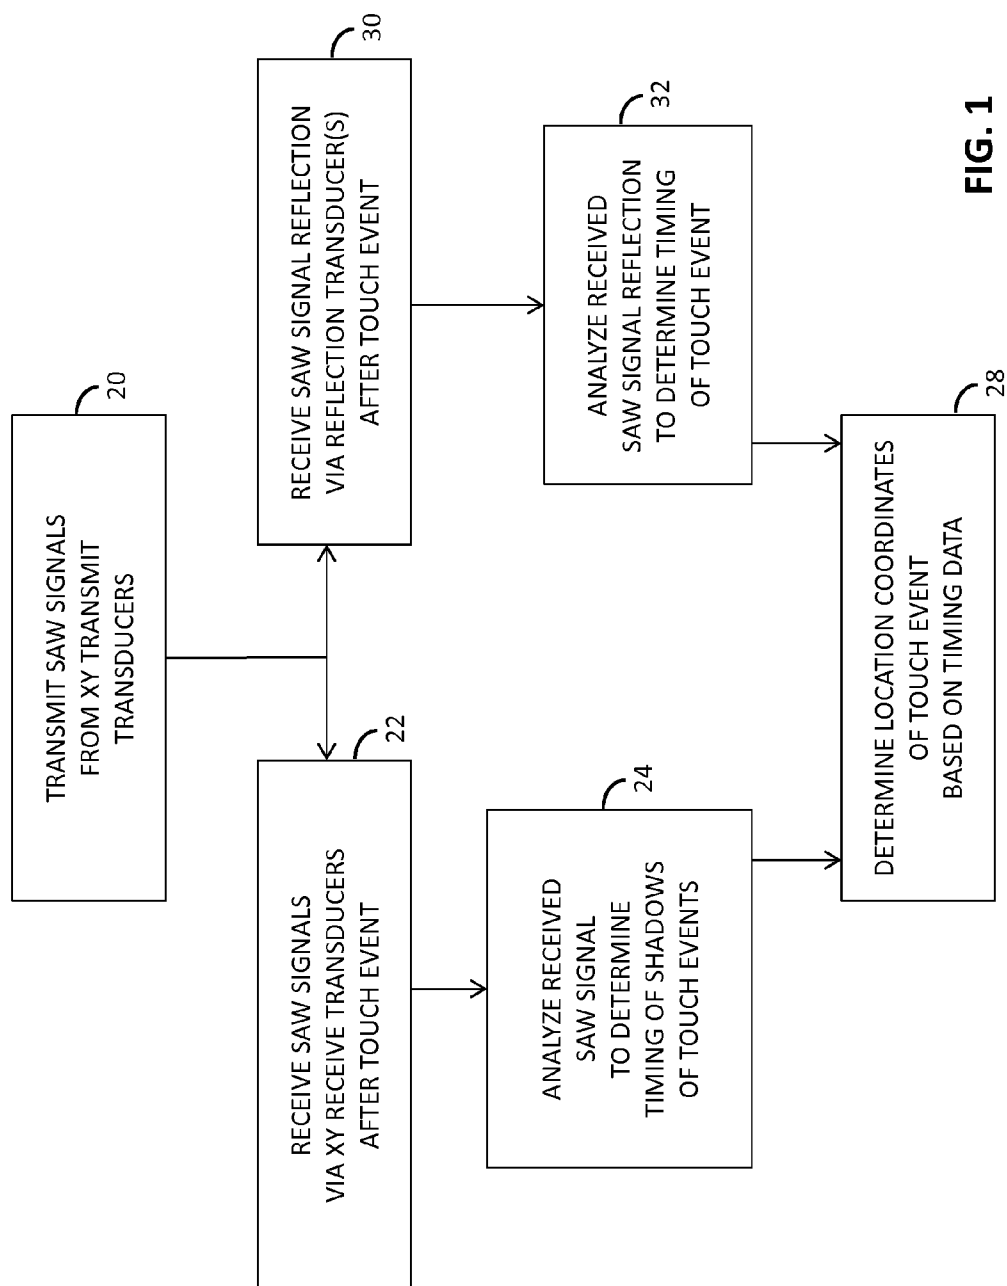 TRANSMIT SAW SIGNALS
FROM XY TRANSMIT
TRANSDUCERS
20
RECEIVE SAW SIGNALS
VIA XY RECEIVE TRANSDUCERS
AFTER TOUCH EVENT
22
RECEIVE SAW SIGNAL REFLECTION
VIA REFLECTION TRANSDUCER(S)
AFTER TOUCH EVENT
30
ANALYZE RECEIVED
SAW SIGNAL
TO DETERMINE
TIMING OF SHADOWS
OF TOUCH EVENTS
24
ANALYZE RECEIVED
SAW SIGNAL REFLECTION
TO DETERMINE TIMING
OF TOUCH EVENT
32
DETERMINE LOCATION COORDINATES
OF TOUCH EVENT
BASED ON TIMING DATA
28
FIG. 1